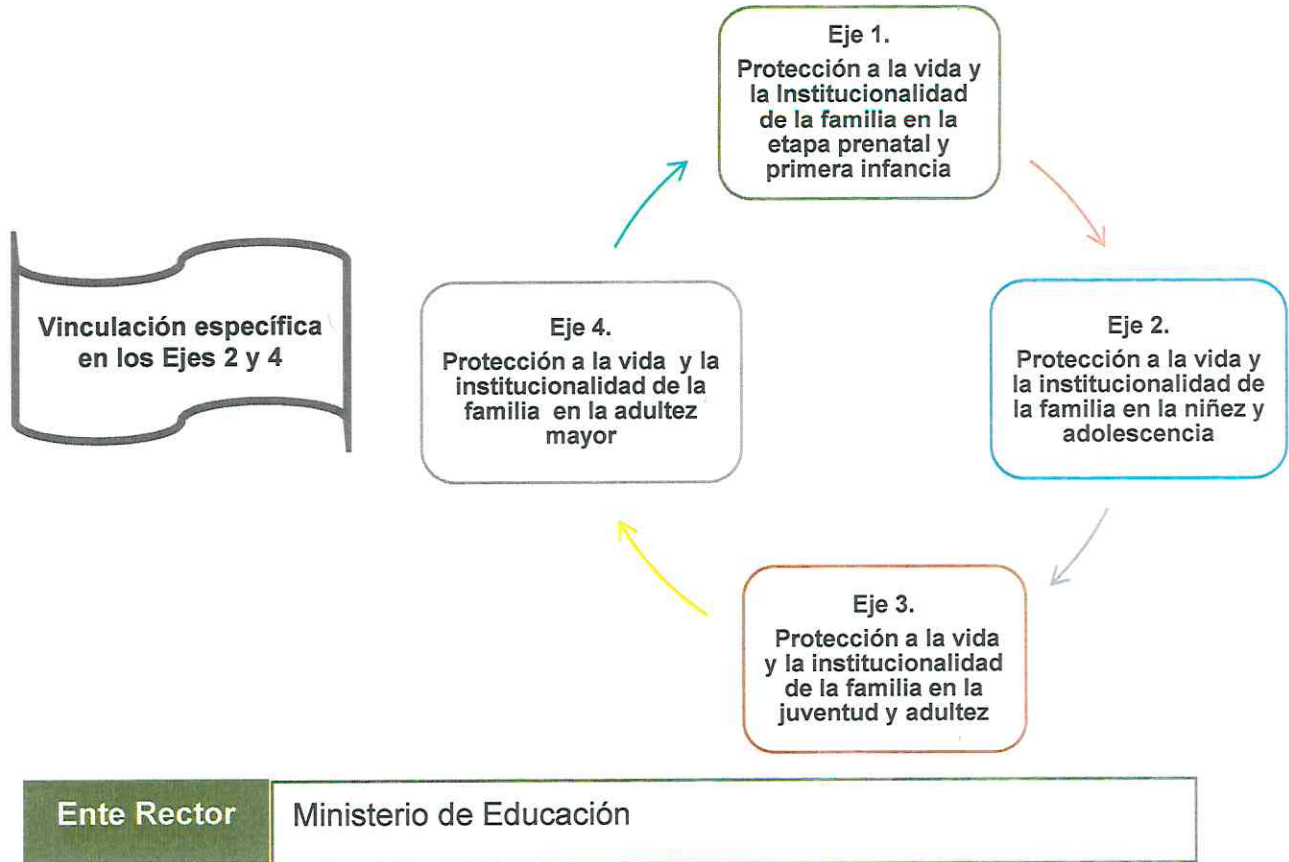 Eje 1.
Protección a la vida y
la Institucionalidad
de la familia en la
etapa prenatal y
primera infancia
Vinculación específica
en los Ejes 2 y 4
Eje 4.
Protección a la vida y la
institucionalidad de la
familia en la adultez
mayor
Eje 2.
Protección a la vida y
la institucionalidad de
la familia en la niñez y
adolescencia
Eje 3.
Protección a la vida
y la institucionalidad
de la familia en la
juventud y adultez
Ente Rector
Ministerio de Educación